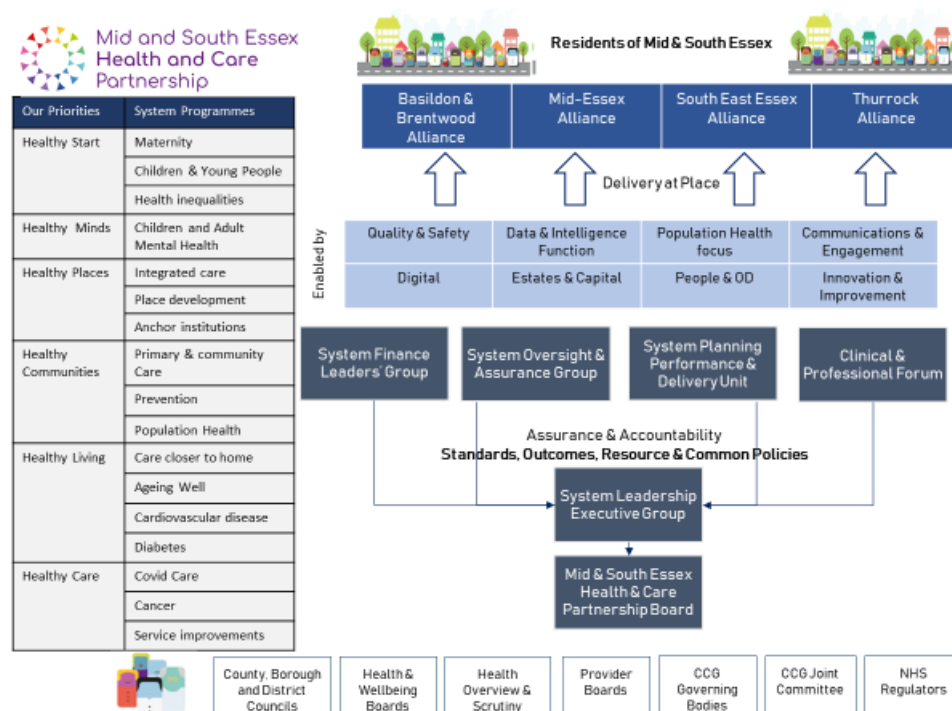 Mid and South Essex
Health and Care
Partnership
Our Priorities System Programmes
Healthy Start Maternity
Children & Young People
Health inequalities
Healthy Minds Children and Adult
Mental Health
Healthy Places Integrated care
Place development
Anchor institutions
Healthy Primary & community
Communities Care
Prevention
Population Health
Healthy Living Care closer to home
Ageing Well
Cardiovascular disease
Diabetes
Healthy Care Covid Care
Cancer
Service improvements
Residents of Mid & South Essex
Basildon &
Brentwood
Alliance
Mid-Essex
Alliance
South East Essex
Alliance
Thurrock
Alliance
Delivery at Place
Enabled by
Quality & Safety
Data & Intelligence
Function
Population Health
focus
Communications &
Engagement
Digital
Estates & Capital
People & OD
Innovation &
Improvement
System Finance
Leaders' Group
System Oversight &
Assurance Group
System Planning
Performance &
Delivery Unit
Clinical &
Professional Forum
Assurance & Accountability
Standards, Outcomes, Resource & Common Policies
System Leadership
Executive Group
Mid & South Essex
Health & Care
Partnership Board
County, Borough
and District
Councils
Health &
Wellbeing
Boards
Health
Overview &
Scrutiny
Provider
Boards
CCG
Governing
Bodies
CCG Joint
Committee
NHS
Regulators